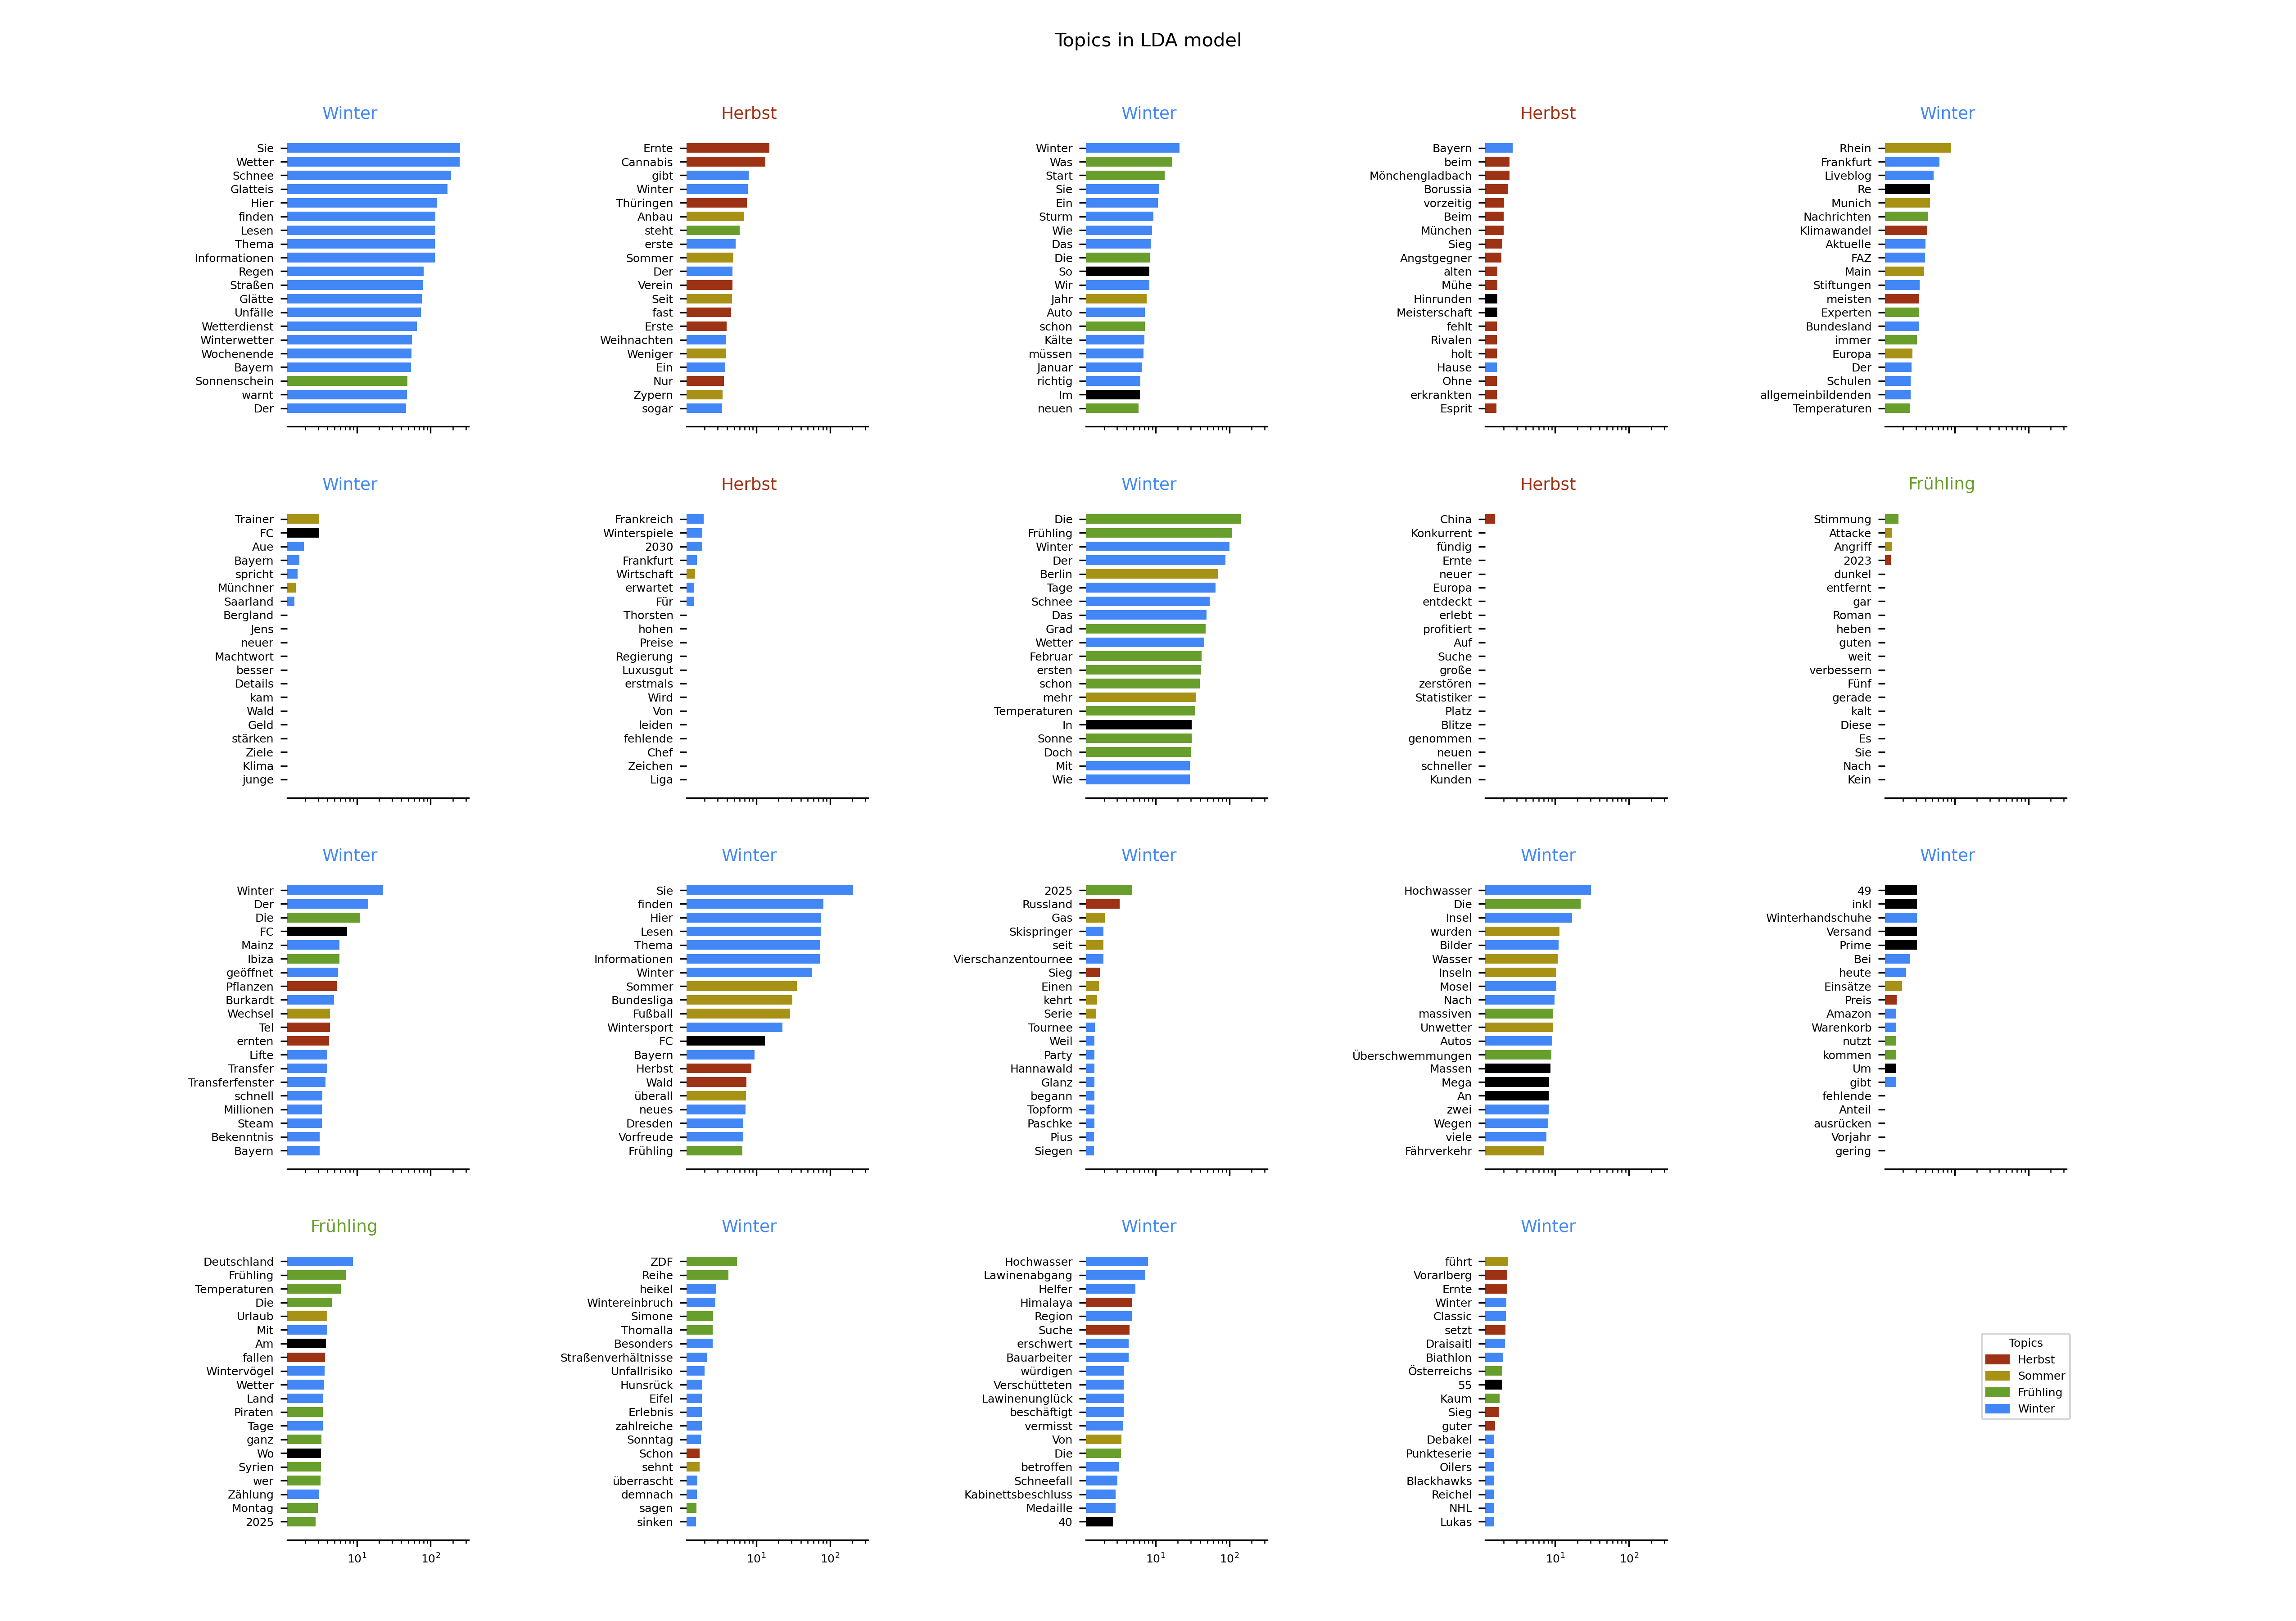 Topics in LDA model
Winter
Sie
Wetter
Schnee
Glatteis
Hier
finden
Lesen
Thema
Informationen
Regen
Straßen
Glätte
Unfälle
Wetterdienst
Winterwetter
Wochenende
Bayern
Sonnenschein
warnt
Der
Herbst
Ernte
Cannabis
gibt
Winter
Thüringen
Anbau
steht
erste
Sommer
Der
Verein
Seit
fast
Erste
Weihnachten
Weniger
Ein
Nur
Zypern
sogar
Winter
Winter
Was
Start
Sie
Ein
Sturm
Wie
Das
Die
So
Wir
Jahr
Auto
schon
Kälte
müssen
Januar
richtig
Im
neuen
Herbst
Bayern
beim
Mönchengladbach
Borussia
vorzeitig
Beim
München
Sieg
Angstgegner
alten
Mühe
Hinrunden
Meisterschaft
fehlt
Rivalen
holt
Hause
Ohne
erkrankten
Esprit
Winter
Rhein
Frankfurt
Liveblog
Re
Munich
Nachrichten
Klimawandel
Aktuelle
FAZ
Main
Stiftungen
meisten
Experten
Bundesland
immer
Europa
Der
Schulen
allgemeinbildenden
Temperaturen
Winter
Trainer
FC
Aue
Bayern
spricht
Münchner
Saarland
Bergland
Jens
neuer
Machtwort
besser
Details
kam
Wald
Geld
stärken
Ziele
Klima
junge
Herbst
Frankreich
Winterspiele
2030
Frankfurt
Wirtschaft
erwartet
Für
Thorsten
hohen
Preise
Regierung
Luxusgut
erstmals
Wird
Von
leiden
fehlende
Chef
Zeichen
Liga
Winter
Die
Frühling
Winter
Der
Berlin
Tage
Schnee
Das
Grad
Wetter
Februar
ersten
schon
mehr
Temperaturen
In
Sonne
Doch
Mit
Wie
Herbst
China
Konkurrent
fündig
Ernte
neuer
Europa
entdeckt
erlebt
profitiert
Auf
Suche
große
zerstören
Statistiker
Platz
Blitze
genommen
neuen
schneller
Kunden
Frühling
Stimmung
Attacke
Angriff
2023
dunkel
entfernt
gar
Roman
heben
guten
weit
verbessern
Fünf
gerade
kalt
Diese
Es
Sie
Nach
Kein
Winter
Winter
Der
Die
FC
Mainz
Ibiza
geöffnet
Pflanzen
Burkardt
Wechsel
Tel
ernten
Lifte
Transfer
Transferfenster
schnell
Millionen
Steam
Bekenntnis
Bayern
Winter
Sie
finden
Hier
Lesen
Thema
Informationen
Winter
Sommer
Bundesliga
Fußball
Wintersport
FC
Bayern
Herbst
Wald
überall
neues
Dresden
Vorfreude
Frühling
Winter
2025
Russland
Gas
Skispringer
seit
Vierschanzentournee
Sieg
Einen
kehrt
Serie
Tournee
Weil
Party
Hannawald
Glanz
begann
Topform
Paschke
Pius
Siegen
Winter
Hochwasser
Die
Insel
wurden
Bilder
Wasser
Inseln
Mosel
Nach
massiven
Unwetter
Autos
Überschwemmungen
Massen
Mega
An
zwei
Wegen
viele
Fährverkehr
Winter
49
inkl
Winterhandschuhe
Versand
Prime
Bei
heute
Einsätze
Preis
Amazon
Warenkorb
nutzt
kommen
Um
gibt
fehlende
Anteil
ausrücken
Vorjahr
gering
Frühling
Deutschland
Frühling
Temperaturen
Die
Urlaub
Mit
Am
fallen
Wintervögel
Wetter
Land
Piraten
Tage
ganz
Wo
Syrien
wer
Zählung
Montag
2025
10¹ 10²
Winter
ZDF
Reihe
heikel
Wintereinbruch
Simone
Thomalla
Besonders
Straßenverhältnisse
Unfallrisiko
Hunsrück
Eifel
Erlebnis
zahlreiche
Sonntag
Schon
sehnt
überrascht
demnach
sagen
sinken
10¹ 10²
Winter
Hochwasser
Lawinenabgang
Helfer
Himalaya
Region
Suche
erschwert
Bauarbeiter
würdigen
Verschütteten
Lawinenunglück
beschäftigt
vermisst
Von
Die
betroffen
Schneefall
Kabinettsbeschluss
Medaille
40
10¹ 10²
Winter
führt
Vorarlberg
Ernte
Winter
Classic
setzt
Draisaitl
Biathlon
Österreichs
55
Kaum
Sieg
guter
Debakel
Punkteserie
Oilers
Blackhawks
Reichel
NHL
Lukas
10¹ 10²
Topics
Herbst
Sommer
Frühling
Winter